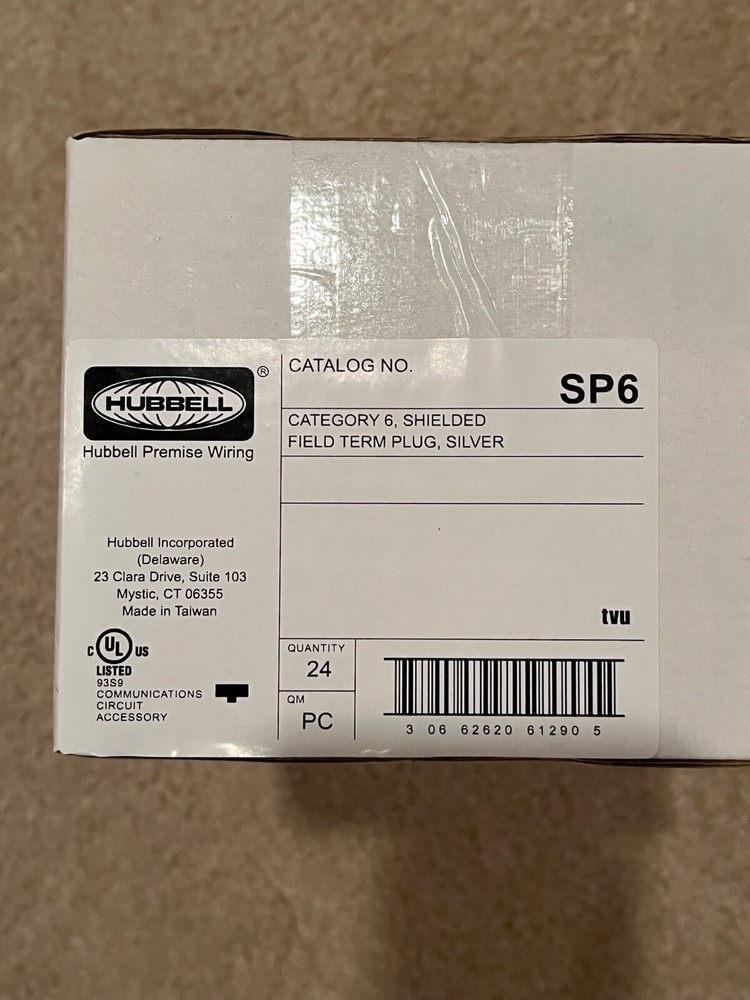 HUBBELL
®
Hubbell Premise Wiring
Hubbell Incorporated
(Delaware)
23 Clara Drive, Suite 103
Mystic, CT 06355
Made in Taiwan
C UL US
LISTED
93S9
COMMUNICATIONS
CIRCUIT
ACCESSORY
CATALOG NO.
SP6
CATEGORY 6, SHIELDED
FIELD TERM PLUG, SILVER
tvu
QUANTITY
24
QM
PC
3 06 62620 61290 5